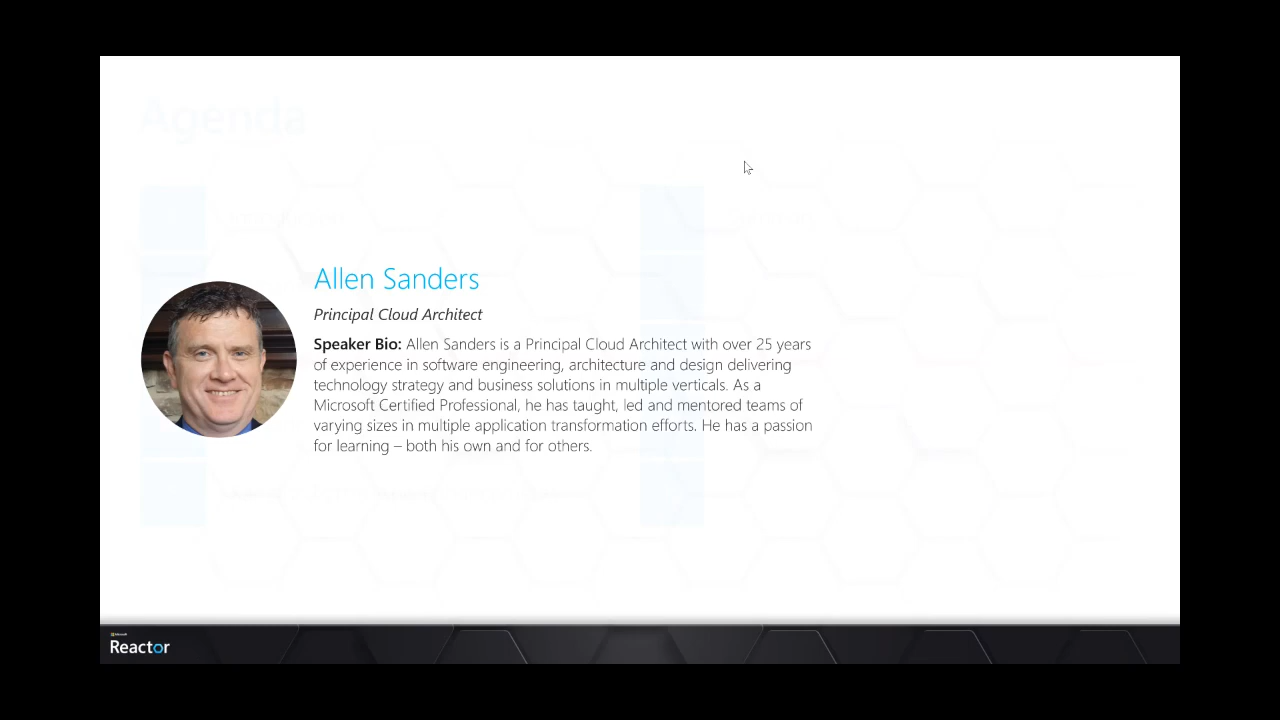 Agenda
Allen Sanders
Principal Cloud Architect
Speaker Bio: Allen Sanders is a Principal Cloud Architect with over 25 years
of experience in software engineering, architecture and design delivering
technology strategy and business solutions in multiple verticals. As a
Microsoft Certified Professional, he has taught, led and mentored teams of
varying sizes in multiple application transformation efforts. He has a passion
for learning – both his own and for others.
Microsoft
Reactor